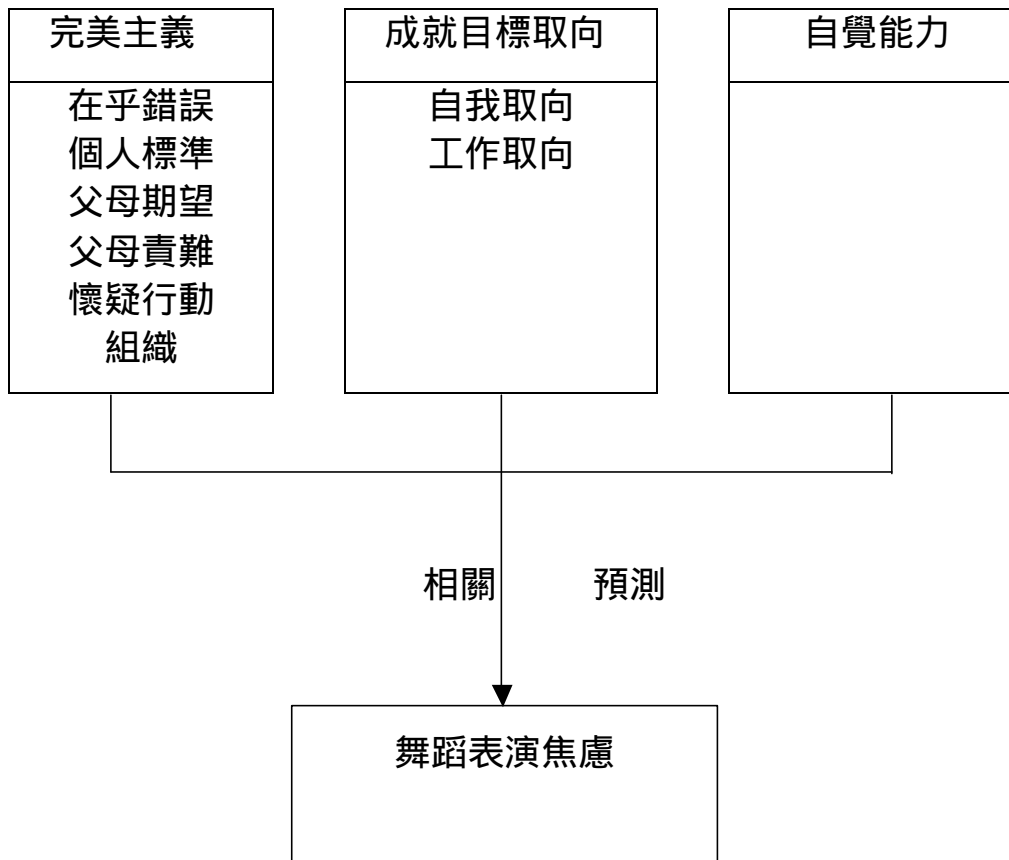 完美主義
在乎錯誤
個人標準
父母期望
父母責難
懷疑行動
組織
成就目標取向
自我取向
工作取向
自覺能力
相關
預測
舞蹈表演焦慮